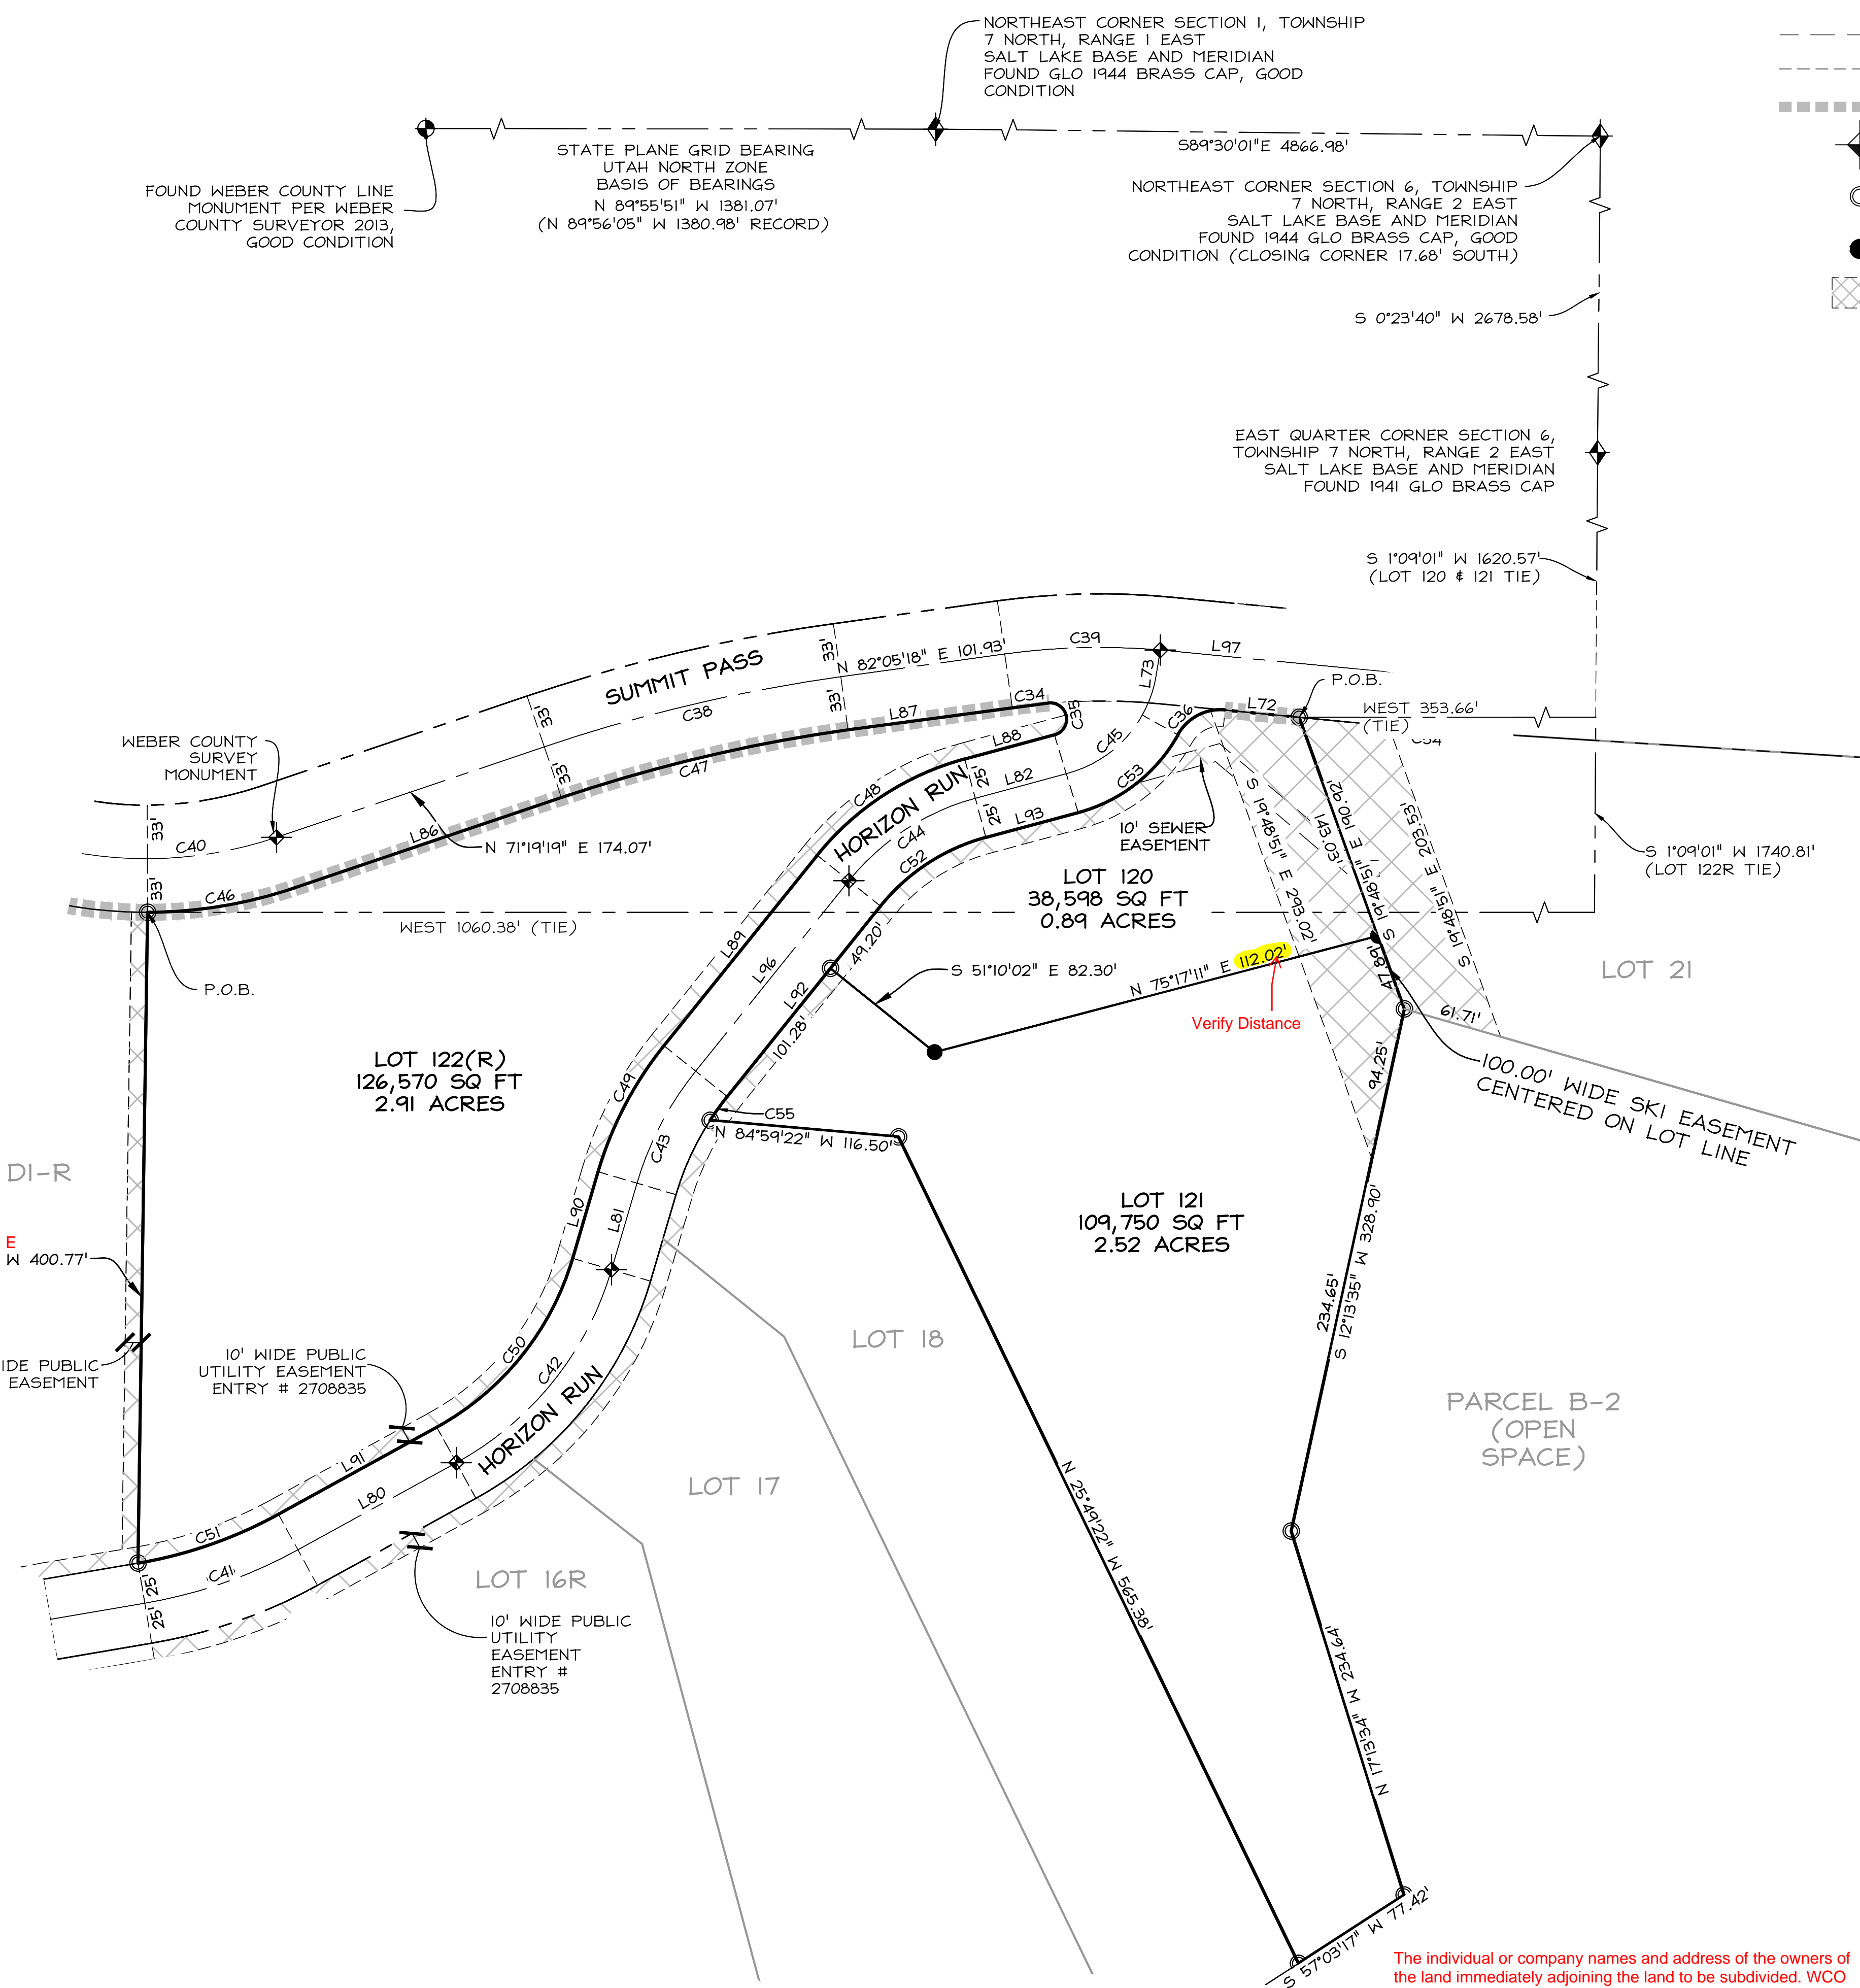 NORTHEAST CORNER SECTION 1, TOWNSHIP
7 NORTH, RANGE 1 EAST
SALT LAKE BASE AND MERIDIAN
FOUND GLO 1944 BRASS CAP, GOOD
CONDITION
STATE PLANE GRID BEARING
UTAH NORTH ZONE
BASIS OF BEARINGS
N 89°55'51" W 1381.07'
(N 89°56'05" W 1380.98' RECORD)
S89°30'01"E 4866.98'
FOUND WEBER COUNTY LINE
MONUMENT PER WEBER
COUNTY SURVEYOR 2013,
GOOD CONDITION
NORTHEAST CORNER SECTION 6, TOWNSHIP
7 NORTH, RANGE 2 EAST
SALT LAKE BASE AND MERIDIAN
FOUND 1944 GLO BRASS CAP, GOOD
CONDITION (CLOSING CORNER 17.68' SOUTH)
S 0°23'40" W 2678.58'
EAST QUARTER CORNER SECTION 6,
TOWNSHIP 7 NORTH, RANGE 2 EAST
SALT LAKE BASE AND MERIDIAN
FOUND 1941 GLO BRASS CAP
S 1°09'01" W 1620.57'
(LOT 120 & 121 TIE)
33'
N 82°05'18" E 101.93'
C39
L97
SUMMIT PASS
L73
P.O.B.
33'
C38
33'
L87
C34
C35
C36
L72
WEST 353.66'
(TIE)
C54
WEBER COUNTY
SURVEY
MONUMENT
33'
C47
L88
C45
33'
C40
L86
N 71°19'19" E 174.07'
C48
HORIZON RUN
25'
L82
C53
25'
C44
L93
10' SEWER
EASEMENT
S 19°48'51" E 293.02'
143.03'
S 19°48'51" E 190.92'
S 19°48'51" E 203.53'
S 1°09'01" W 1740.81'
(LOT 122R TIE)
33'
C46
C52
LOT 120
38,598 SQ FT
0.89 ACRES
WEST 1060.38' (TIE)
L89
L96
49.20'
S 51°10'02" E 82.30'
N 75°17'11" E 112.02'
47.89'
Verify Distance
LOT 21
P.O.B.
L92
101.28'
61.71'
94.25'
100.00' WIDE SKI EASEMENT
CENTERED ON LOT LINE
LOT 122(R)
126,570 SQ FT
2.91 ACRES
C49
C55
N 84°59'22" W 116.50'
C43
D1-R
L90
L81
LOT 121
109,750 SQ FT
2.52 ACRES
E
W 400.77'
234.65'
S 12°13'35" W 328.90'
LOT 18
IDE PUBLIC
EASEMENT
10' WIDE PUBLIC
UTILITY EASEMENT
ENTRY # 2708835
C50
C42
HORIZON RUN
PARCEL B-2
(OPEN
SPACE)
LOT 17
L91
L80
N 25°49'22" W 565.38'
C51
C41
25'
25'
LOT 16R
10' WIDE PUBLIC
UTILITY
EASEMENT
ENTRY #
2708835
N 17°13'34" W 234.64'
S 57°03'17" W 77.42'
The individual or company names and address of the owners of
the land immediately adjoining the land to be subdivided. WCO